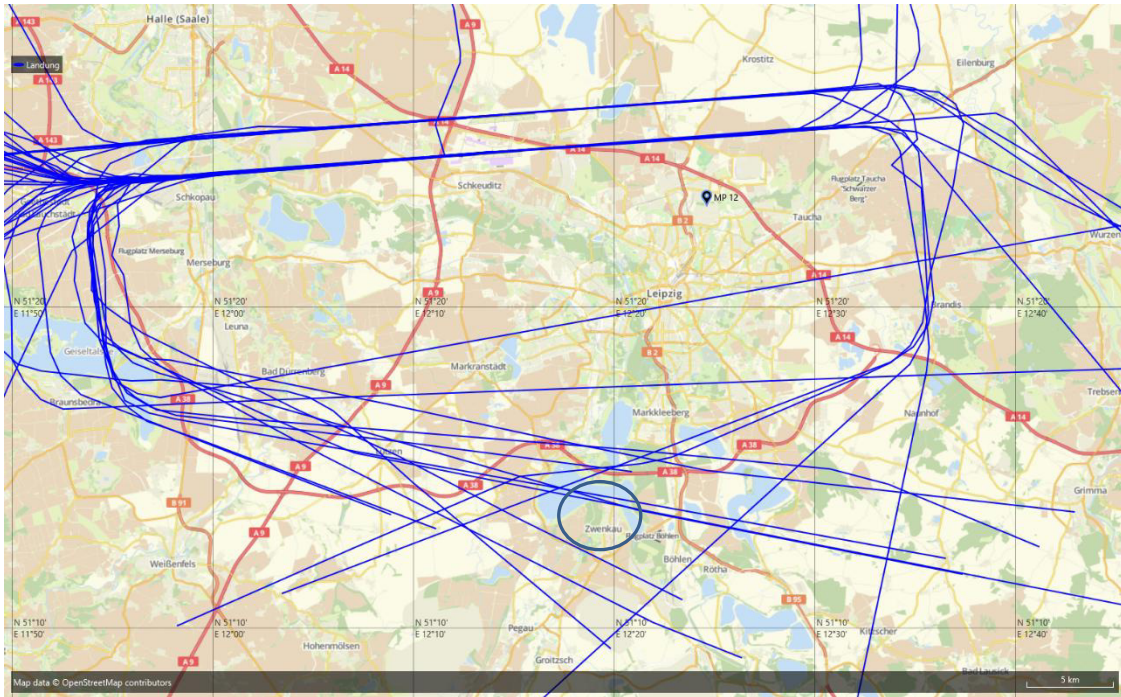 Halle (Saale)
A 143
A 9
A 14
Krostitz
Eilenburg
Landung
A 143
A 143
A 14
A 14
Schkopau
Schkeuditz
MP 12
Flugplatz Taucha
"Schwarzer
Berg"
B 2
Taucha
Wurzen
Flugplatz Merseburg
Merseburg
A 14
A 9
Leipzig
N 51°20'
E 11°50'
N 51°20'
E 12°00'
N 51°20'
E 12°10'
N 51°20'
E 12°20'
N 51°20'
E 12°30'
N 51°20'
E 12°40'
Brandis
Leuna
A 14
B 2
Geiseltalsee
Bad Dürrenberg
Markranstädt
A 9
Braunsbedra
A 38
Markkleeberg
Naunhof
Trebsen
A 14
A 38
A 38
Lützen
A 9
A 38
A 38
Grimma
B 91
A 9
Zwenkau
Flugplatz Böhlen
Böhlen
Weißenfels
Rötha
B 95
N 51°10'
E 11°50'
N 51°10'
E 12°00'
N 51°10'
E 12°10'
Pegau
N 51°10'
E 12°20'
N 51°10'
E 12°30'
Kitzscher
N 51°10'
E 12°40'
Hohenmölsen
Groitzsch
A 9
Bad Lausick
Map data © OpenStreetMap contributors
5 km